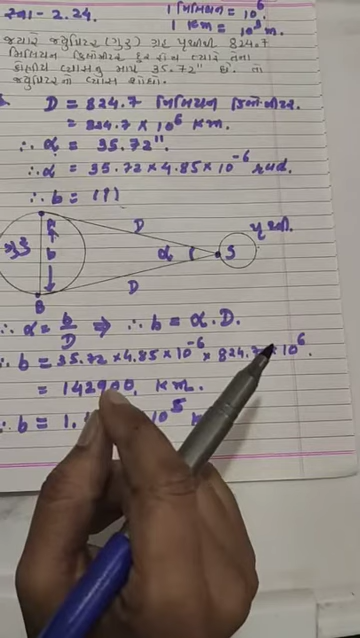 સ્વા-2.24.
1 મિલિયન = 10⁶
1 Km = 10³ m.
જ્યારે જ્યુપિટર (ગુરુ) ગ્રહ પૃથ્વીથી 824.7
મિલિયન કિલોમીટર દૂર હોય ત્યારે તેના
કોણીય વ્યાસનું માપ 35.72" છે. તો
જ્યુપિટરનો વ્યાસ શોધો.
D = 824.7 મિલિયન કિલોમીટર
= 824.7 × 10⁶ Km.
∴ α = 35.72".
∴ α = 35.72 × 4.85 × 10⁻⁶ rad.
∴ b = (?)
A
D
પૃથ્વી.
ગુરુ
b
α
S
D
B
∴ α = b/D ⇒ ∴ b = α.D.
∴ b = 35.72 × 4.85 × 10⁻⁶ × 824.7 × 10⁶.
= 142900. Km.
∴ b = 1. 10⁵